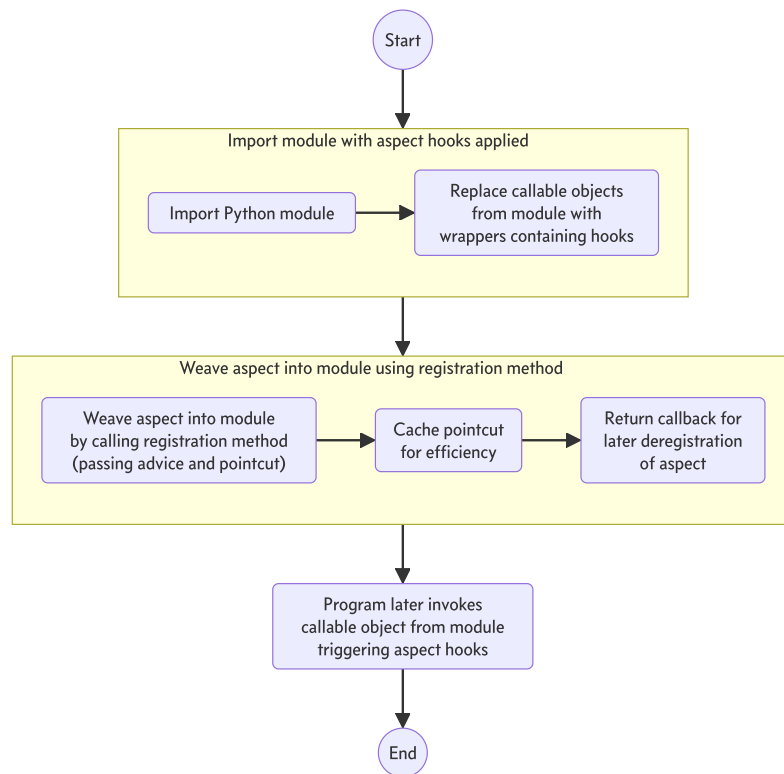 Start
Import module with aspect hooks applied
Import Python module
Replace callable objects
from module with
wrappers containing hooks
Weave aspect into module using registration method
Weave aspect into module
by calling registration method
(passing advice and pointcut)
Cache pointcut
for efficiency
Return callback for
later deregistration
of aspect
Program later invokes
callable object from module
triggering aspect hooks
End